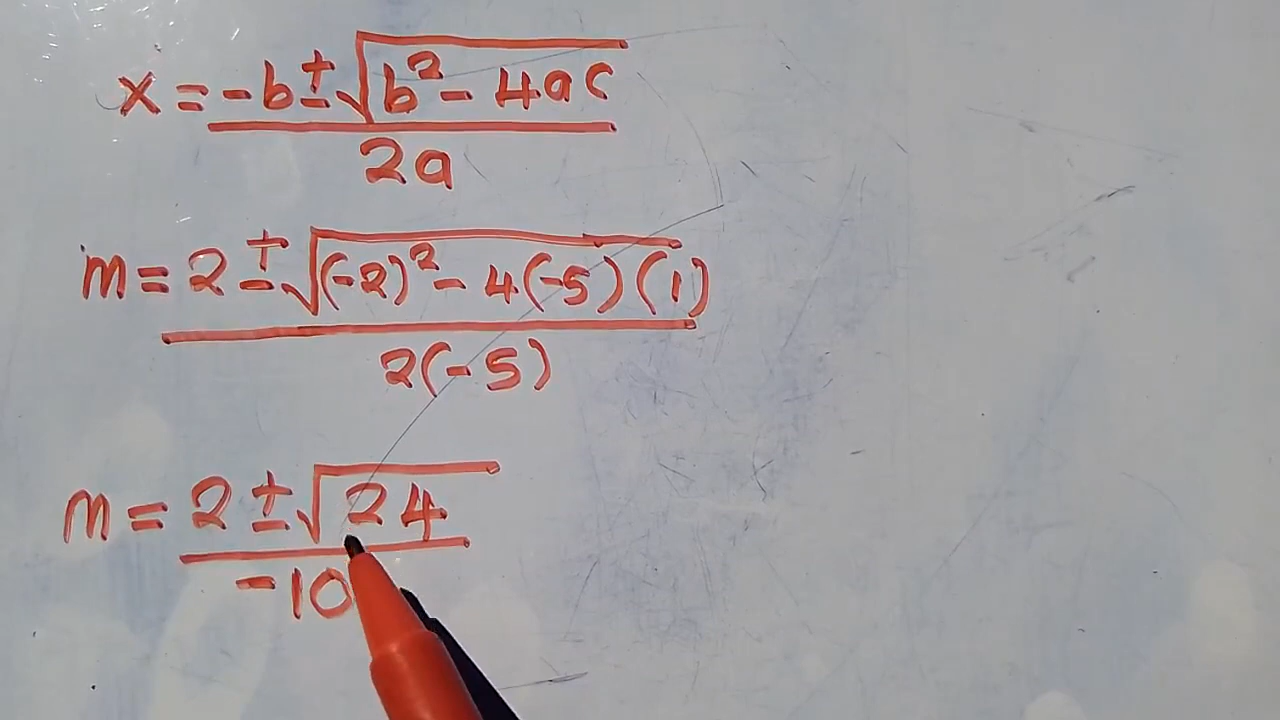 x = -b ± √(b² - 4ac)
2a
m = 2 ± √((-2)² - 4(-5)(1))
2(-5)
m = 2 ± √24
-10